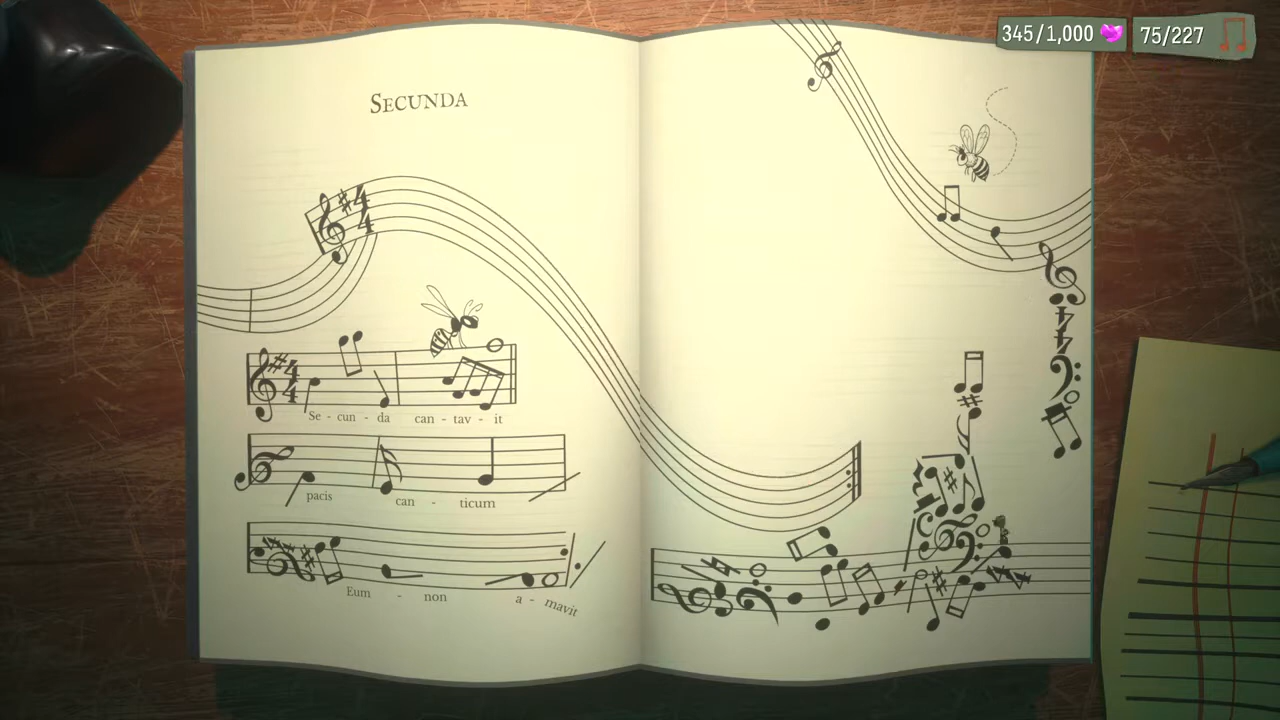 345/1,000
75/227
Secunda
Se - cun - da can - tav - it
pacis can - ticum
Eum - non a - mavit